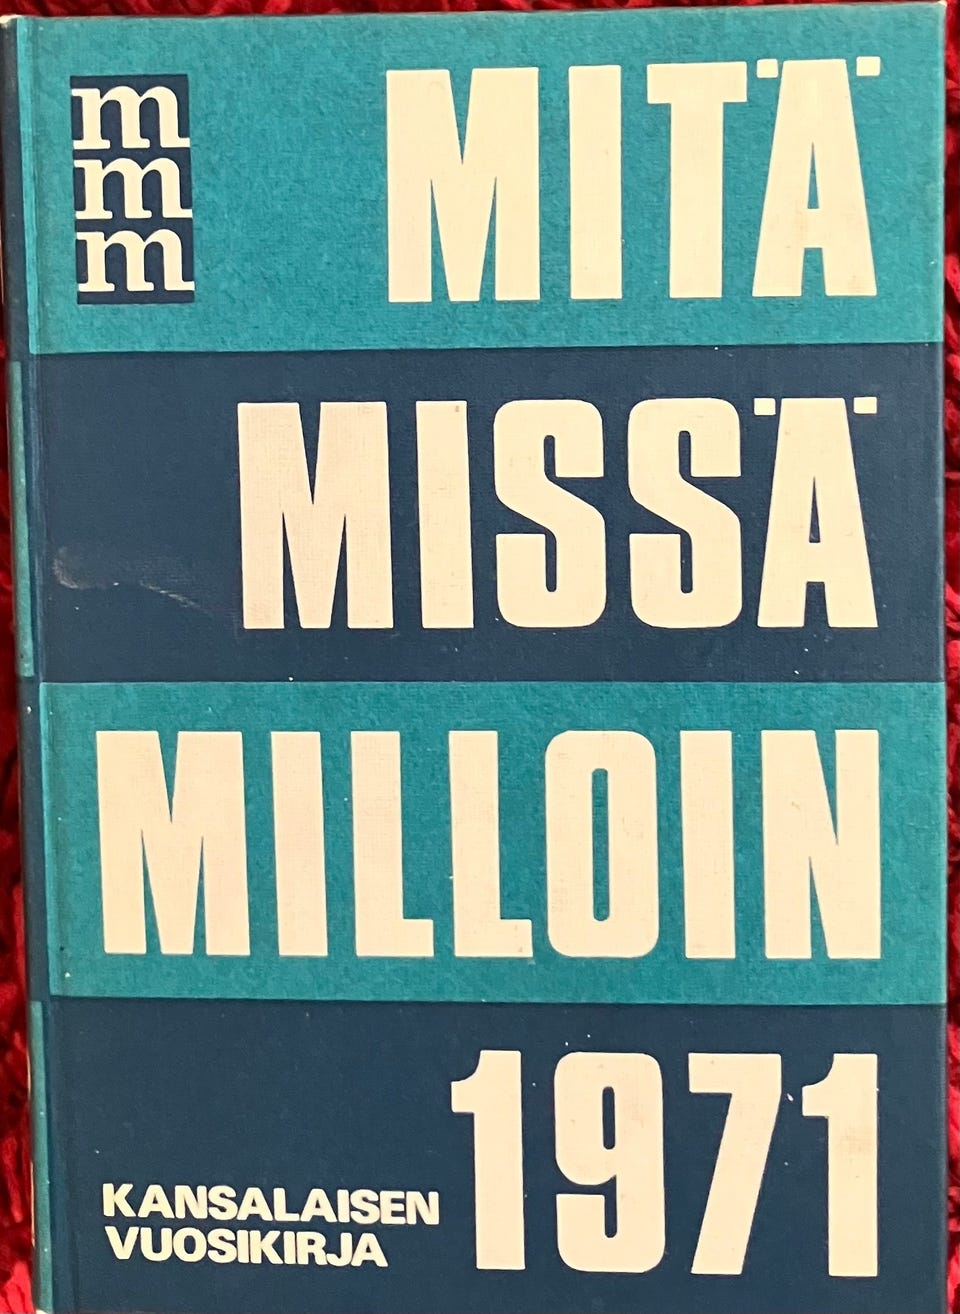 m
m
m
MITÄ
MISSÄ
MILLOIN
1971
KANSALAISEN
VUOSIKIRJA